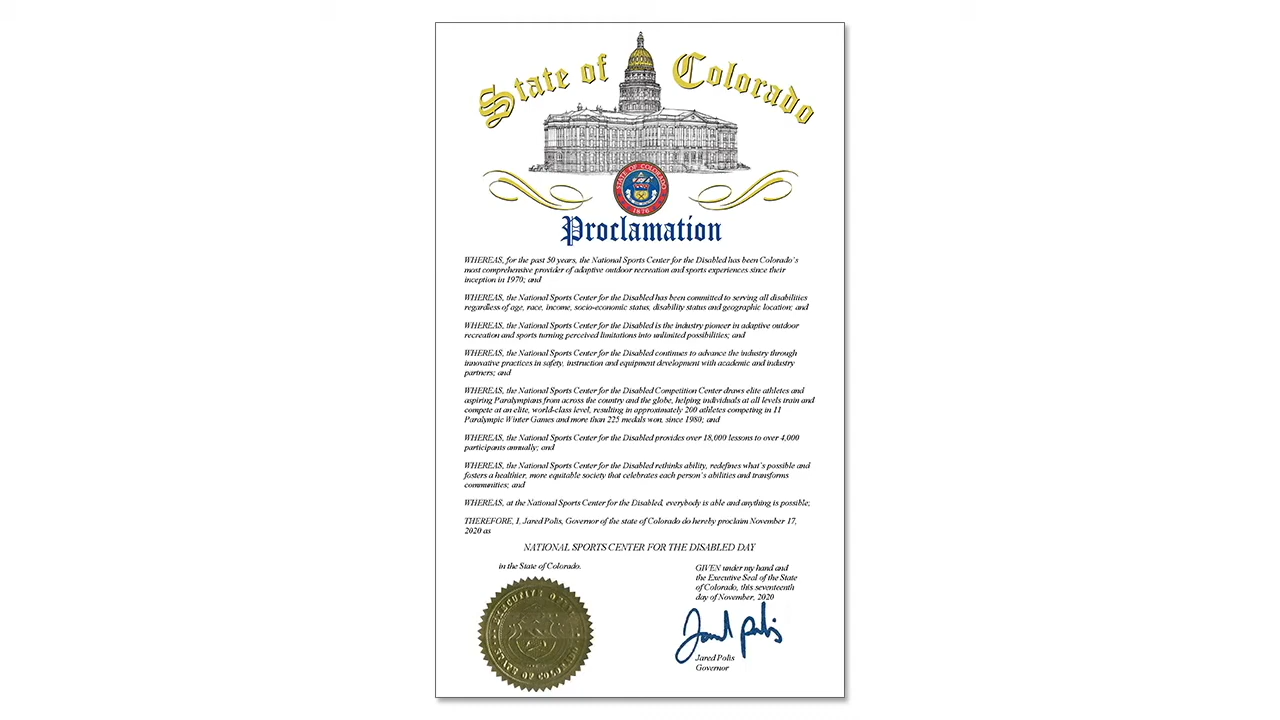 State of Colorado
STATE OF COLORADO
1876
Proclamation
WHEREAS, for the past 50 years, the National Sports Center for the Disabled has been Colorado's
most comprehensive provider of adaptive outdoor recreation and sports experiences since their
inception in 1970; and
WHEREAS, the National Sports Center for the Disabled has been committed to serving all disabilities
regardless of age, race, income, socio-economic status, disability status and geographic location; and
WHEREAS, the National Sports Center for the Disabled is the industry pioneer in adaptive outdoor
recreation and sports turning perceived limitations into unlimited possibilities; and
WHEREAS, the National Sports Center for the Disabled continues to advance the industry through
innovative practices in safety, instruction and equipment development with academic and industry
partners; and
WHEREAS, the National Sports Center for the Disabled Competition Center draws elite athletes and
aspiring Paralympians from across the country and the globe, helping individuals at all levels train and
compete at an elite, world-class level, resulting in approximately 200 athletes competing in 11
Paralympic Winter Games and more than 225 medals won, since 1980; and
WHEREAS, the National Sports Center for the Disabled provides over 18,000 lessons to over 4,000
participants annually; and
WHEREAS, the National Sports Center for the Disabled rethinks ability, redefines what's possible and
fosters a healthier, more equitable society that celebrates each person's abilities and transforms
communities; and
WHEREAS, at the National Sports Center for the Disabled, everybody is able and anything is possible;
THEREFORE, I, Jared Polis, Governor of the state of Colorado do hereby proclaim November 17,
2020 as
NATIONAL SPORTS CENTER FOR THE DISABLED DAY
in the State of Colorado.
GIVEN under my hand and
the Executive Seal of the State
of Colorado, this seventeenth
day of November, 2020
EXECUTIVE
STATE OF COLORADO
Jared Polis
Jared Polis
Governor